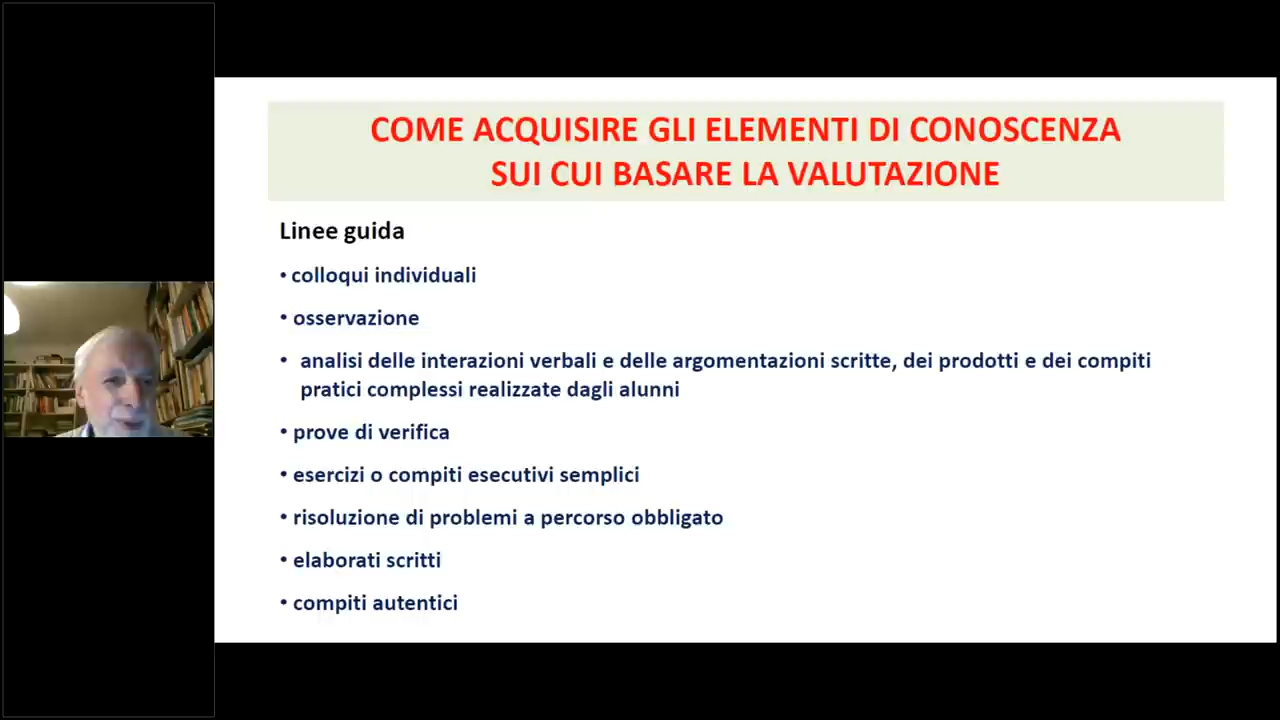 COME ACQUISIRE GLI ELEMENTI DI CONOSCENZA
SUI CUI BASARE LA VALUTAZIONE
Linee guida
• colloqui individuali
• osservazione
• analisi delle interazioni verbali e delle argomentazioni scritte, dei prodotti e dei compiti
pratici complessi realizzate dagli alunni
• prove di verifica
• esercizi o compiti esecutivi semplici
• risoluzione di problemi a percorso obbligato
• elaborati scritti
• compiti autentici